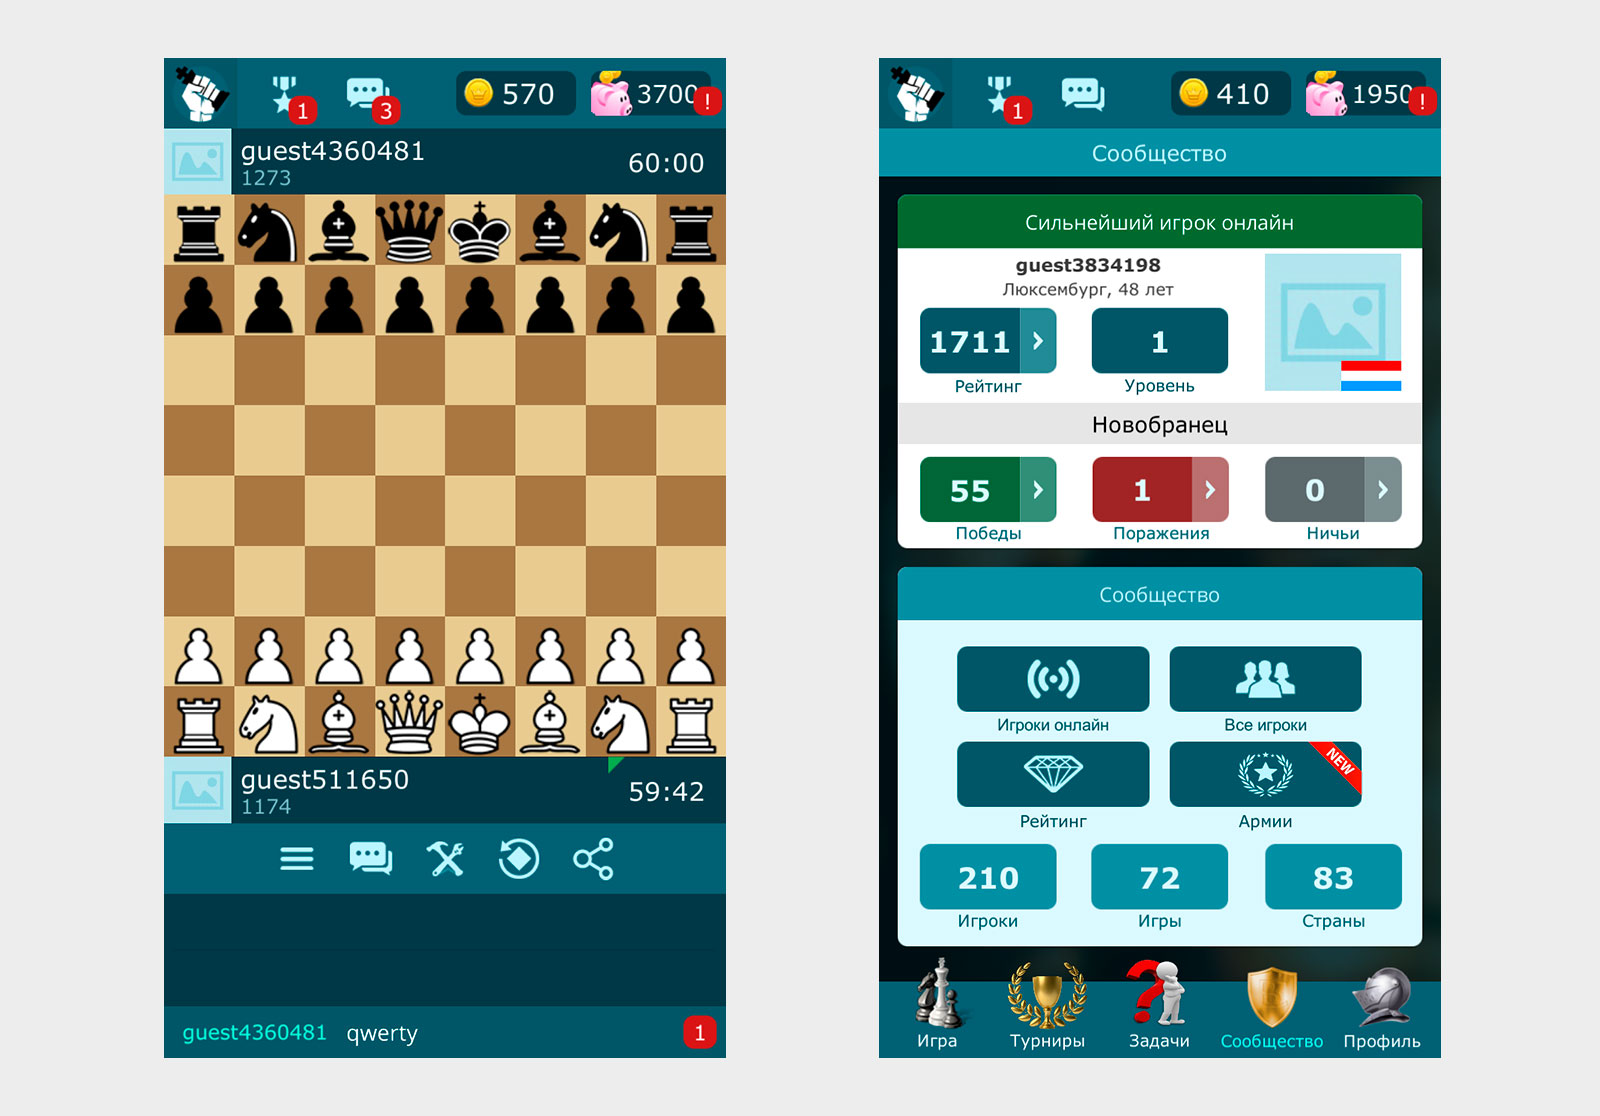 1
3
570
3700
!
guest4360481
1273
60:00
guest511650
1174
59:42
guest4360481 qwerty
1
1
410
1950
!
Сообщество
Сильнейший игрок онлайн
guest3834198
Люксембург, 48 лет
1711
1
Рейтинг
Уровень
Новобранец
55
1
0
Победы
Поражения
Ничьи
Сообщество
Игроки онлайн
Все игроки
NEW
Рейтинг
Армии
210
72
83
Игроки
Игры
Страны
Игра
Турниры
Задачи
Сообщество
Профиль